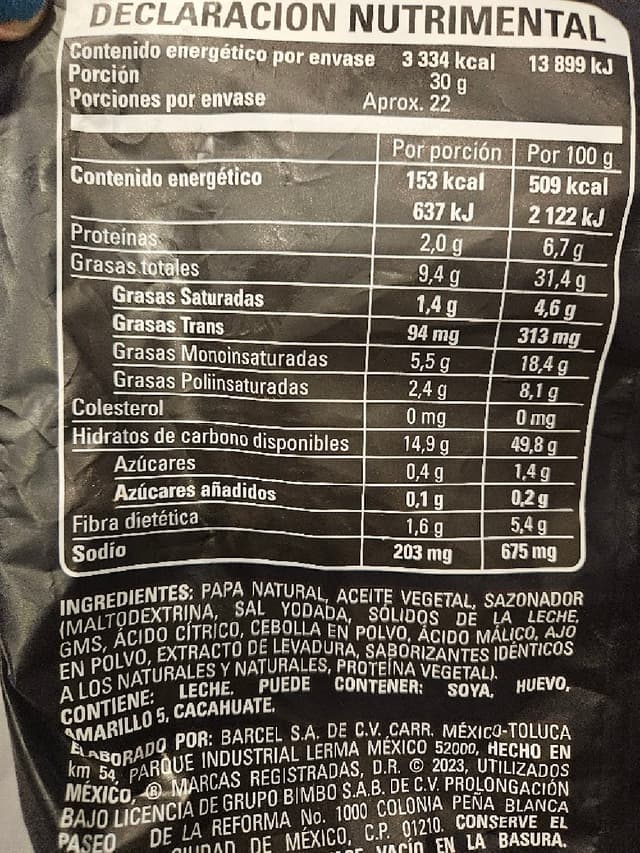 DECLARACIÓN NUTRIMENTAL
Contenido energético por envase 3 334 kcal 13 899 kJ
Porción 30 g
Porciones por envase Aprox. 22
Por porción Por 100 g
Contenido energético 153 kcal 509 kcal
637 kJ 2 122 kJ
Proteínas 2,0 g 6,7 g
Grasas totales 9,4 g 31,4 g
Grasas Saturadas 1,4 g 4,6 g
Grasas Trans 94 mg 313 mg
Grasas Monoinsaturadas 5,5 g 18,4 g
Grasas Poliinsaturadas 2,4 g 8,1 g
Colesterol 0 mg 0 mg
Hidratos de carbono disponibles 14,9 g 49,8 g
Azúcares 0,4 g 1,4 g
Azúcares añadidos 0,1 g 0,2 g
Fibra dietética 1,6 g 5,4 g
Sodio 203 mg 675 mg
INGREDIENTES: PAPA NATURAL, ACEITE VEGETAL, SAZONADOR
(MALTODEXTRINA, SAL YODADA, SÓLIDOS DE LA LECHE,
GMS, ÁCIDO CÍTRICO, CEBOLLA EN POLVO, ÁCIDO MÁLICO, AJO
EN POLVO, EXTRACTO DE LEVADURA, SABORIZANTES IDÉNTICOS
A LOS NATURALES Y NATURALES, PROTEÍNA VEGETAL).
CONTIENE: LECHE. PUEDE CONTENER: SOYA, HUEVO,
AMARILLO 5, CACAHUATE.
ELABORADO POR: BARCEL S.A. DE C.V. CARR. MÉXICO-TOLUCA
km 54, PARQUE INDUSTRIAL LERMA MÉXICO 52000, HECHO EN
MÉXICO, ® MARCAS REGISTRADAS, D.R. © 2023, UTILIZADOS
BAJO LICENCIA DE GRUPO BIMBO S.A.B. DE C.V. PROLONGACIÓN
PASEO DE LA REFORMA No. 1000 COLONIA PEÑA BLANCA
CIUDAD DE MÉXICO, C.P. 01210. CONSERVE EL
VACÍO EN LA BASURA.